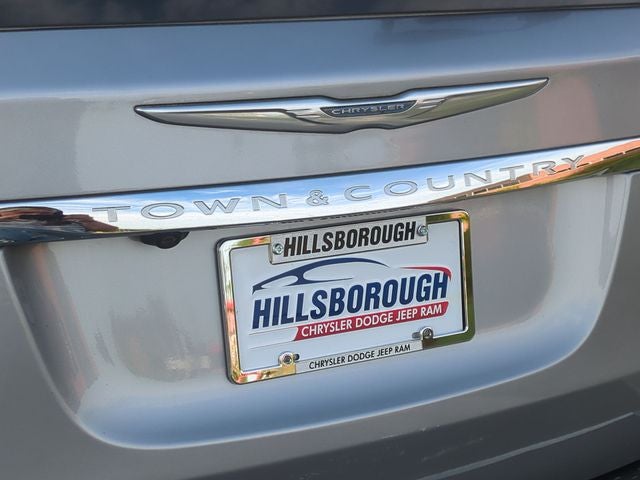 CHRYSLER
TOWN & COUNTRY
HILLSBOROUGH
HILLSBOROUGH
CHRYSLER DODGE JEEP RAM
CHRYSLER DODGE JEEP RAM